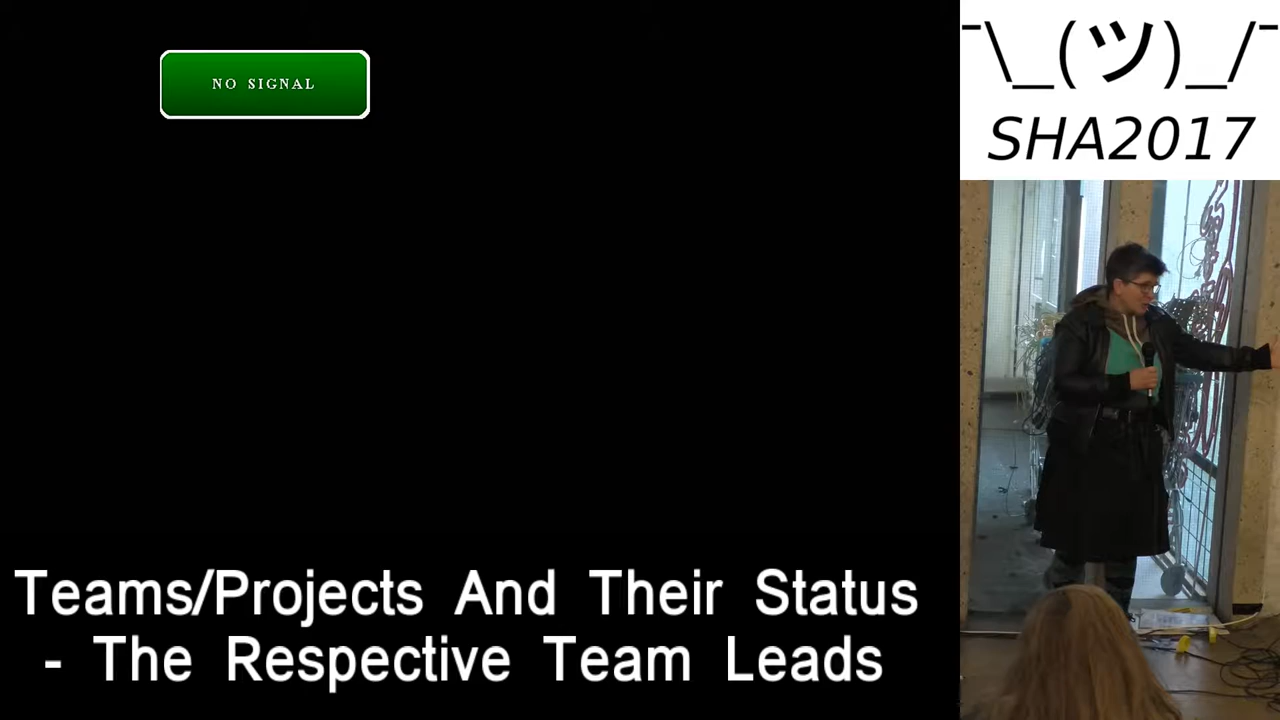 NO SIGNAL
¯\_(ツ)_/¯
SHA2017
Teams/Projects And Their Status
- The Respective Team Leads